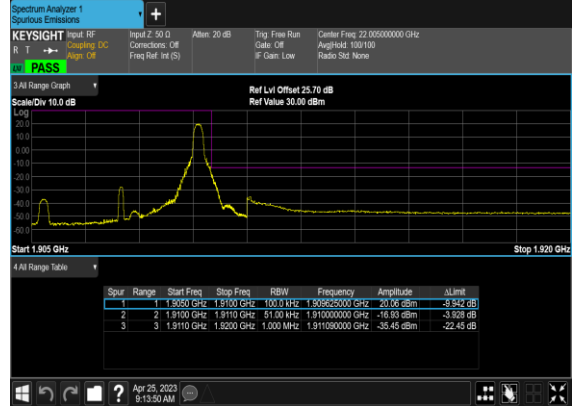 Spectrum Analyzer 1
Spurious Emissions
+
KEYSIGHT Input: RF Input Z: 50 Ω Atten: 20 dB Trig: Free Run Center Freq: 22.005000000 GHz
R T Coupling: DC Corrections: Off Gate: Off Avg|Hold: 100/100
Align: Off Freq Ref: Int (S) IF Gain: Low Radio Std: None
PASS
3 All Range Graph
Ref Lvl Offset 25.70 dB
Scale/Div 10.0 dB Ref Value 30.00 dBm
Log
20.0
10.0
0.00
-10.0
-20.0
-30.0
-40.0
-50.0
-60.0
Start 1.905 GHz Stop 1.920 GHz
4 All Range Table
Spur Range Start Freq Stop Freq RBW Frequency Amplitude ΔLimit
1 1 1.9050 GHz 1.9100 GHz 100.0 kHz 1.909625000 GHz 20.06 dBm -9.942 dB
2 2 1.9100 GHz 1.9110 GHz 51.00 kHz 1.910000000 GHz -16.93 dBm -3.928 dB
3 3 1.9110 GHz 1.9200 GHz 1.000 MHz 1.911090000 GHz -35.45 dBm -22.45 dB
? Apr 25, 2023
9:13:50 AM